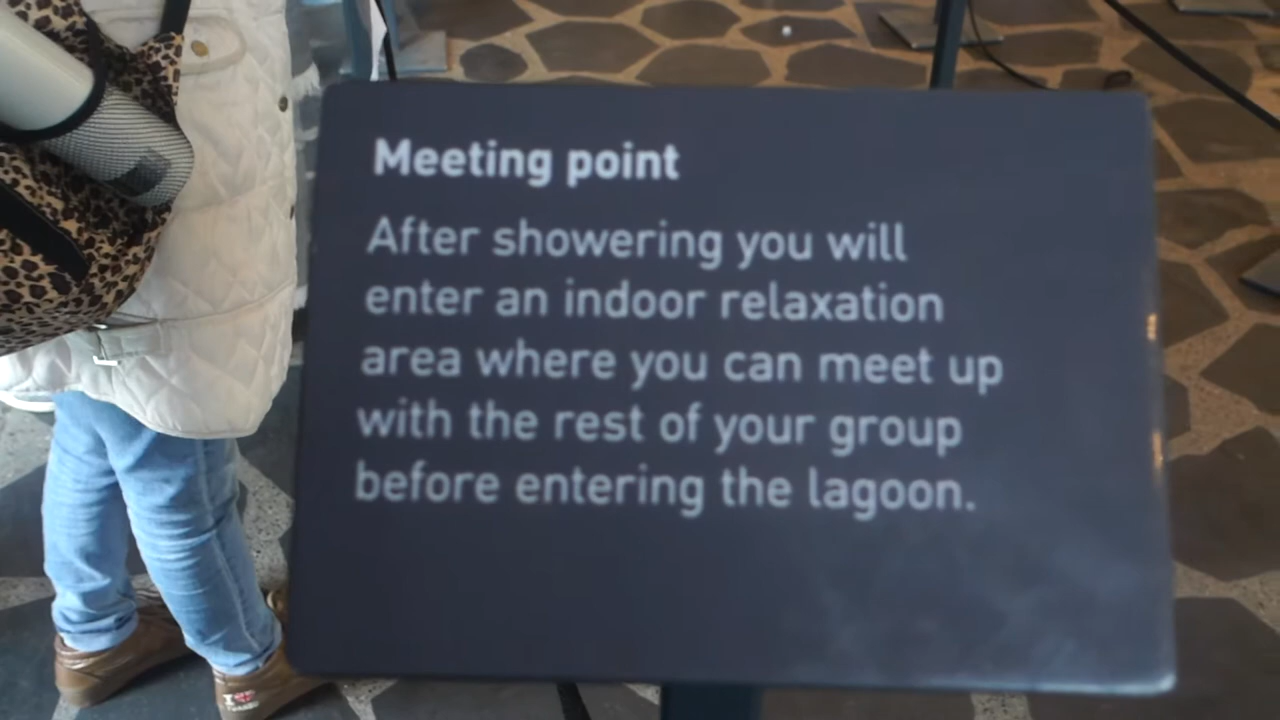 Meeting point
After showering you will
enter an indoor relaxation
area where you can meet up
with the rest of your group
before entering the lagoon.